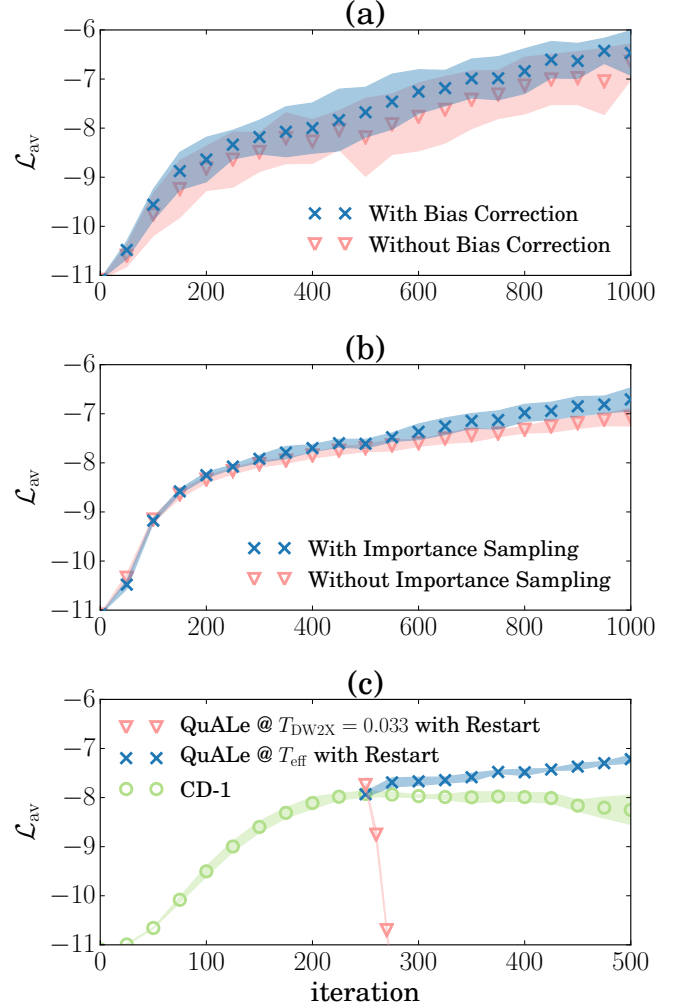 (a)
−6
−7
−8
−9
−10
−11
ℒav
With Bias Correction
Without Bias Correction
0 200 400 600 800 1000
(b)
−6
−7
−8
−9
−10
−11
ℒav
With Importance Sampling
Without Importance Sampling
0 200 400 600 800 1000
(c)
−6
−7
−8
−9
−10
−11
ℒav
QuALe @ TDW2X = 0.033 with Restart
QuALe @ Teff with Restart
CD-1
0 100 200 300 400 500
iteration